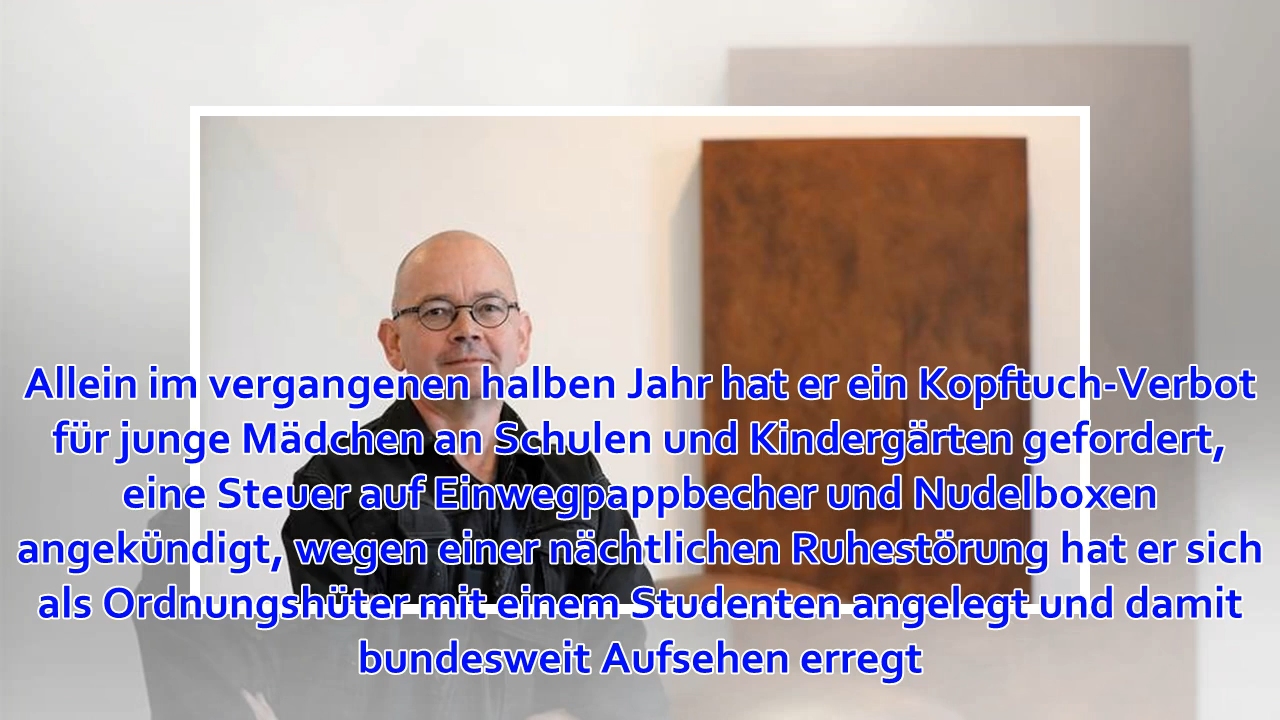 Allein im vergangenen halben Jahr hat er ein Kopftuch-Verbot
für junge Mädchen an Schulen und Kindergärten gefordert,
eine Steuer auf Einwegpappbecher und Nudelboxen
angekündigt, wegen einer nächtlichen Ruhestörung hat er sich
als Ordnungshüter mit einem Studenten angelegt und damit
bundesweit Aufsehen erregt